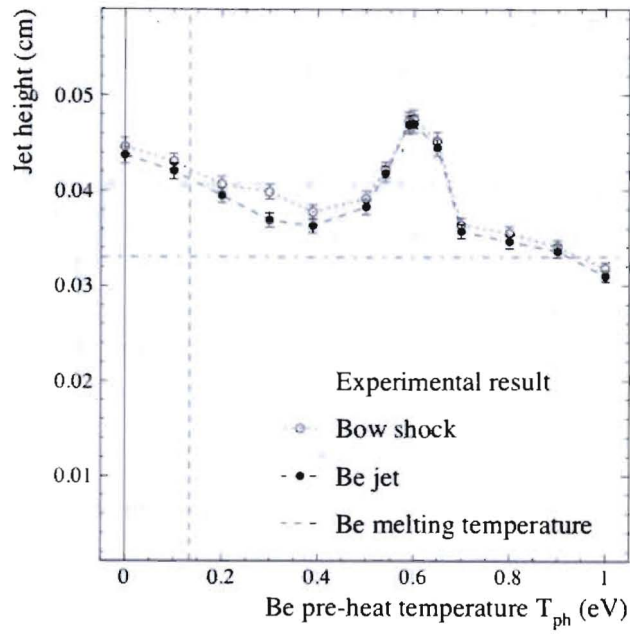 Jet height (cm)
0.05
0.04
0.03
0.02
0.01
Experimental result
Bow shock
Be jet
Be melting temperature
0
0.2
0.4
0.6
0.8
1
Be pre-heat temperature T_ph (eV)